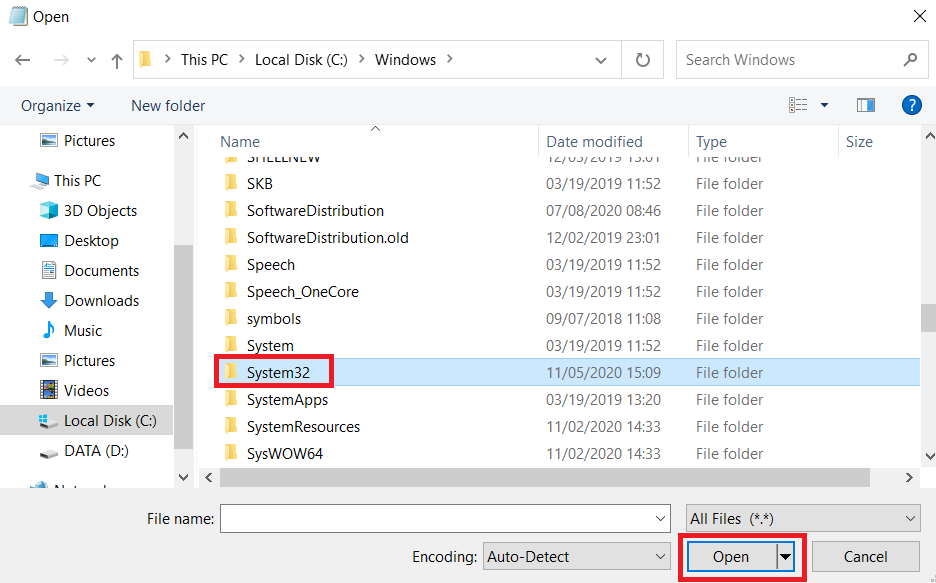 Open
This PC > Local Disk (C:) > Windows >
Search Windows
Organize
New folder
?
Pictures
This PC
3D Objects
Desktop
Documents
Downloads
Music
Pictures
Videos
Local Disk (C:)
DATA (D:)
Name Date modified Type Size
SHELLNEW 12/05/2019 15:01 File folder
SKB 03/19/2019 11:52 File folder
SoftwareDistribution 07/08/2020 08:46 File folder
SoftwareDistribution.old 12/02/2019 23:01 File folder
Speech 03/19/2019 11:52 File folder
Speech_OneCore 03/19/2019 11:52 File folder
symbols 09/07/2018 11:08 File folder
System 03/19/2019 11:52 File folder
System32 11/05/2020 15:09 File folder
SystemApps 03/19/2019 13:20 File folder
SystemResources 11/02/2020 14:33 File folder
SysWOW64 11/02/2020 14:33 File folder
File name:
All Files (*.*)
Encoding: Auto-Detect
Open
Cancel